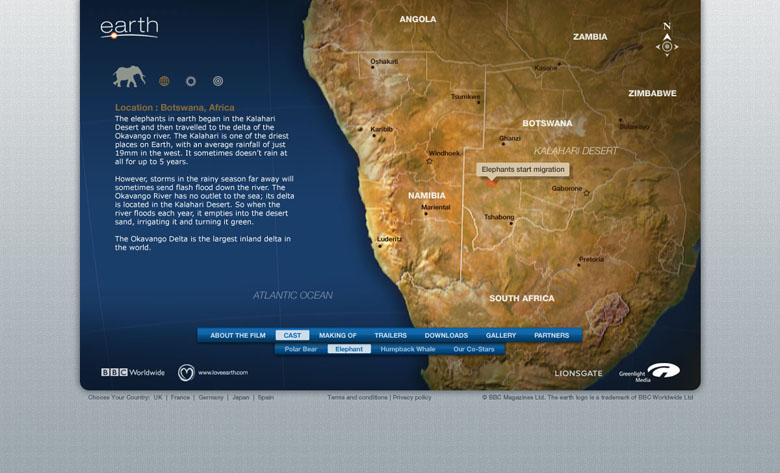 earth
Location : Botswana, Africa
The elephants in earth began in the Kalahari
Desert and then travelled to the delta of the
Okavango river. The Kalahari is one of the driest
places on Earth, with an average rainfall of just
19mm in the west. It sometimes doesn't rain at
all for up to 5 years.
However, storms in the rainy season far away will
sometimes send flash flood down the river. The
Okavango River has no outlet to the sea; its delta
is located in the Kalahari Desert. So when the
river floods each year, it empties into the desert
sand, irrigating it and turning it green.
The Okavango Delta is the largest inland delta in
the world.
ANGOLA
N
ZAMBIA
Oshakati
Kasone
ZIMBABWE
Tsumkwe
BOTSWANA
Bulawayo
Karibib
Ghanzi
KALAHARI DESERT
Windhoek
Elephants start migration
Gaborone
NAMIBIA
Mariental
Tshabong
Luderitz
Pretoria
ATLANTIC OCEAN
SOUTH AFRICA
ABOUT THE FILM CAST MAKING OF TRAILERS DOWNLOADS GALLERY PARTNERS
Polar Bear Elephant Humpback Whale Our Co-Stars
BBC Worldwide www.loveearth.com LIONSGATE Greenlight
Media
Choose Your Country: UK | France | Germany | Japan | Spain Terms and conditions | Privacy policy © BBC Magazines Ltd. The earth logo is a trademark of BBC Worldwide Ltd